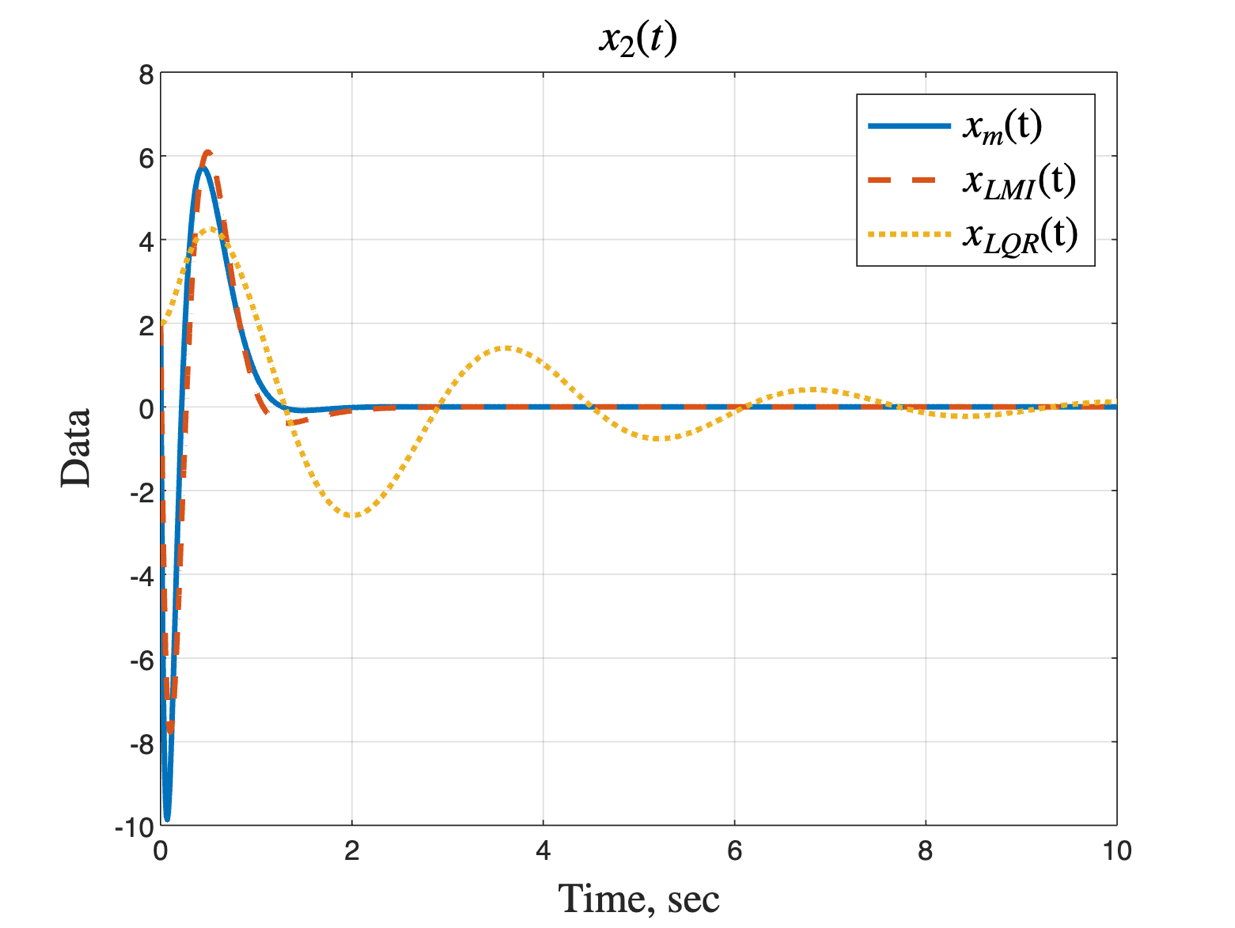 x2(t)
8
6
4
2
0
-2
-4
-6
-8
-10
Data
xm(t)
xLMI(t)
xLQR(t)
0 2 4 6 8 10
Time, sec